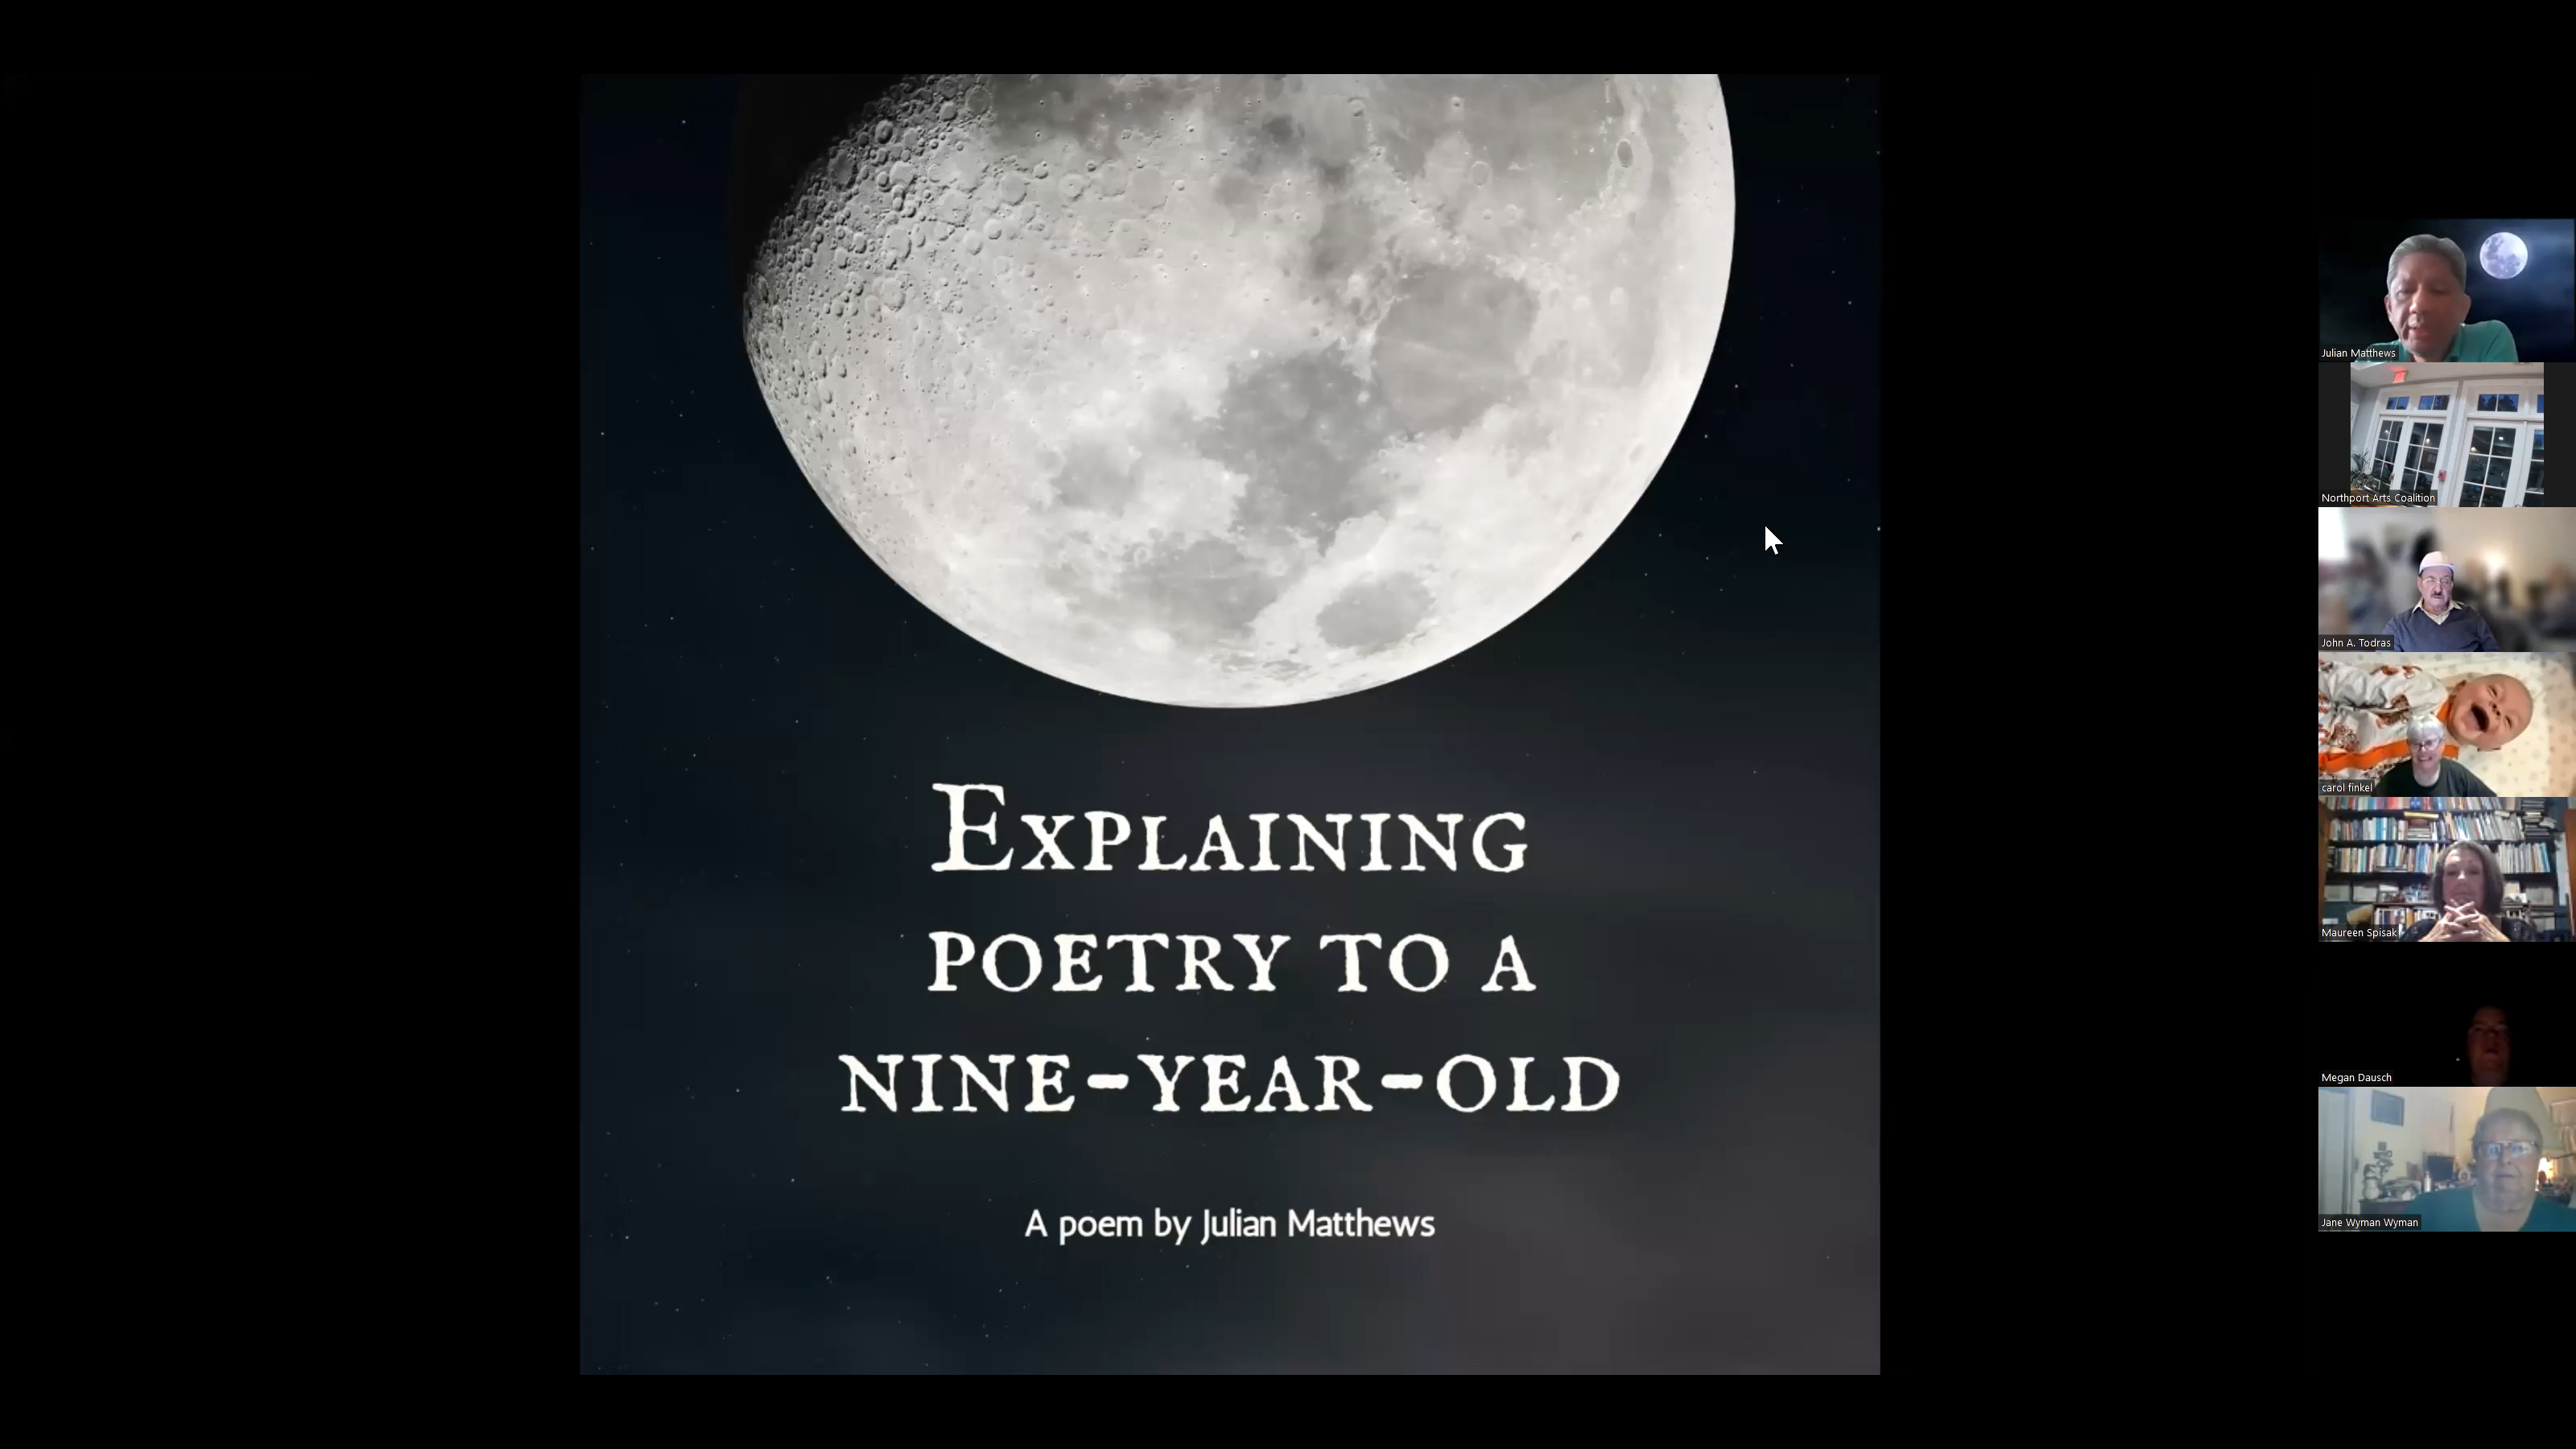 Explaining
poetry to a
nine-year-old
A poem by Julian Matthews
Julian Matthews
Northport Arts Coalition
John A. Todras
carol finkel
Maureen Spisak
Megan Dausch
Jane Wyman Wyman